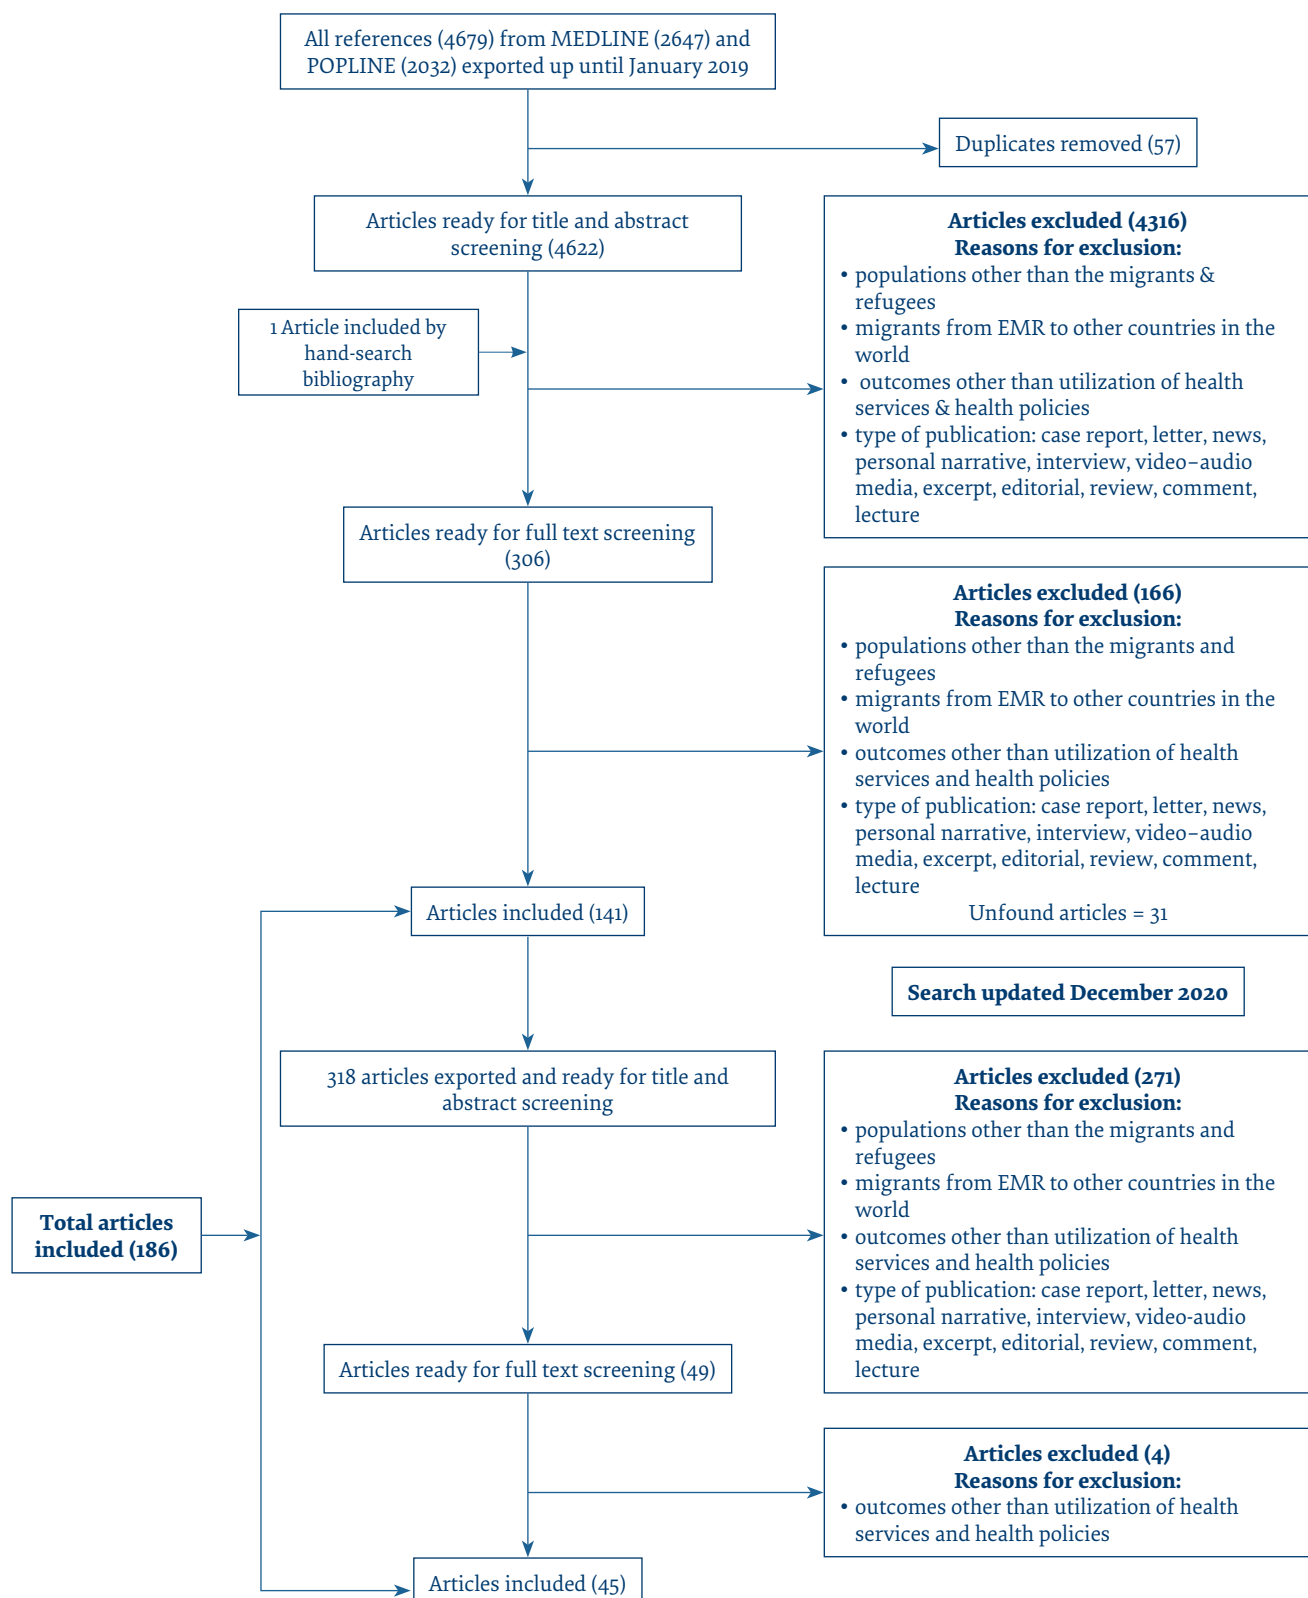 All references (4679) from MEDLINE (2647) and
POPLINE (2032) exported up until January 2019
Duplicates removed (57)
Articles ready for title and abstract
screening (4622)
Articles excluded (4316)
Reasons for exclusion:
• populations other than the migrants &
refugees
• migrants from EMR to other countries in the
world
• outcomes other than utilization of health
services & health policies
• type of publication: case report, letter, news,
personal narrative, interview, video–audio
media, excerpt, editorial, review, comment,
lecture
1 Article included by
hand-search
bibliography
Articles ready for full text screening
(306)
Articles excluded (166)
Reasons for exclusion:
• populations other than the migrants and
refugees
• migrants from EMR to other countries in the
world
• outcomes other than utilization of health
services and health policies
• type of publication: case report, letter, news,
personal narrative, interview, video–audio
media, excerpt, editorial, review, comment,
lecture
Unfound articles = 31
Articles included (141)
Search updated December 2020
318 articles exported and ready for title and
abstract screening
Articles excluded (271)
Reasons for exclusion:
• populations other than the migrants and
refugees
• migrants from EMR to other countries in the
world
• outcomes other than utilization of health
services and health policies
• type of publication: case report, letter, news,
personal narrative, interview, video-audio
media, excerpt, editorial, review, comment,
lecture
Total articles
included (186)
Articles ready for full text screening (49)
Articles excluded (4)
Reasons for exclusion:
• outcomes other than utilization of health
services and health policies
Articles included (45)